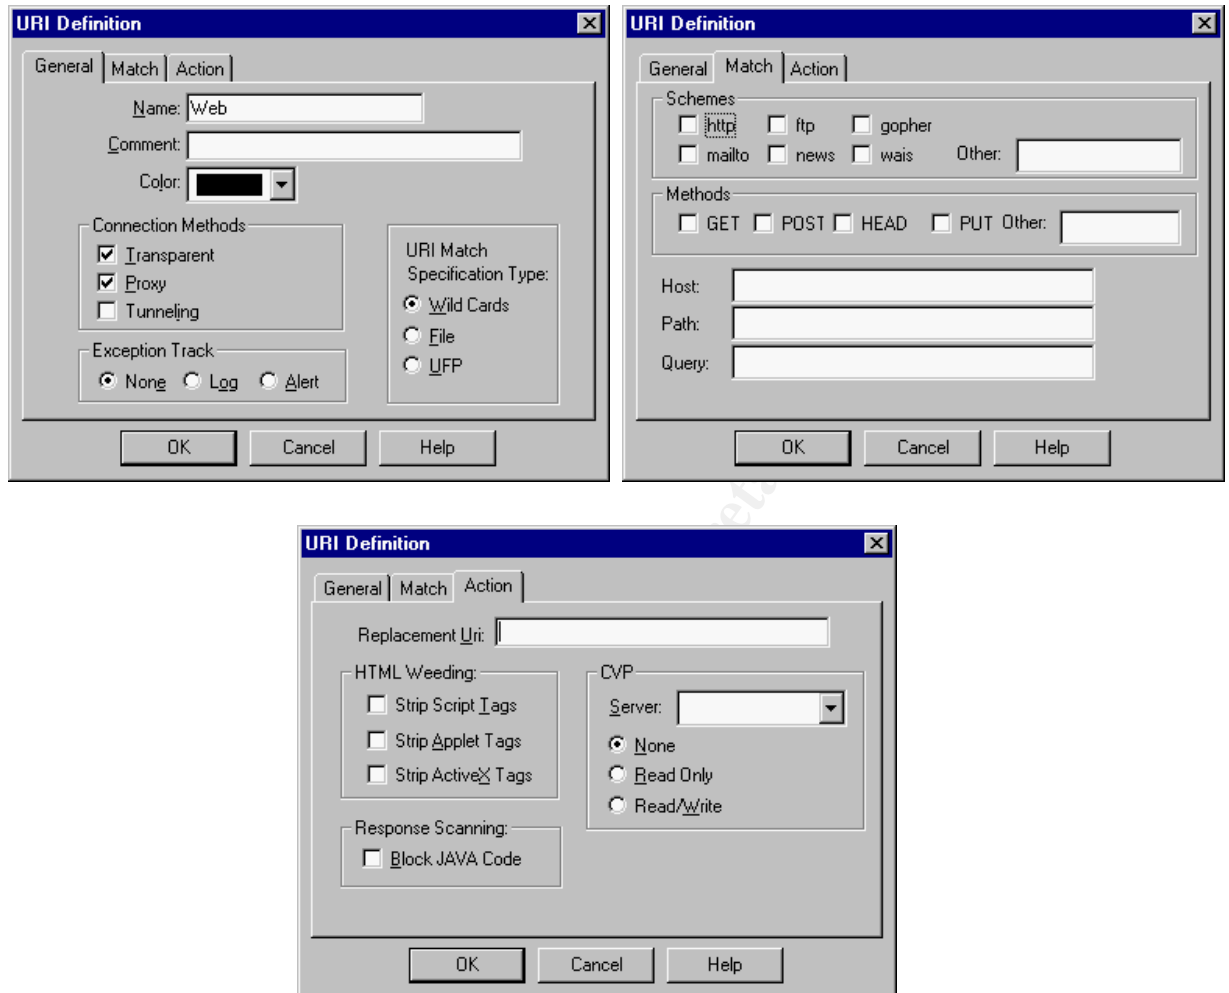 URI Definition
General Match Action
Name: Web
Comment:
Color:
Connection Methods
Transparent
Proxy
Tunneling
URI Match
Specification Type:
Wild Cards
File
UFP
Exception Track
None Log Alert
OK Cancel Help
URI Definition
General Match Action
Schemes
http ftp gopher
mailto news wais Other:
Methods
GET POST HEAD PUT Other:
Host:
Path:
Query:
OK Cancel Help
URI Definition
General Match Action
Replacement Uri:
HTML Weeding:
Strip Script Tags
Strip Applet Tags
Strip ActiveX Tags
Response Scanning:
Block JAVA Code
CVP
Server:
None
Read Only
Read/Write
OK Cancel Help